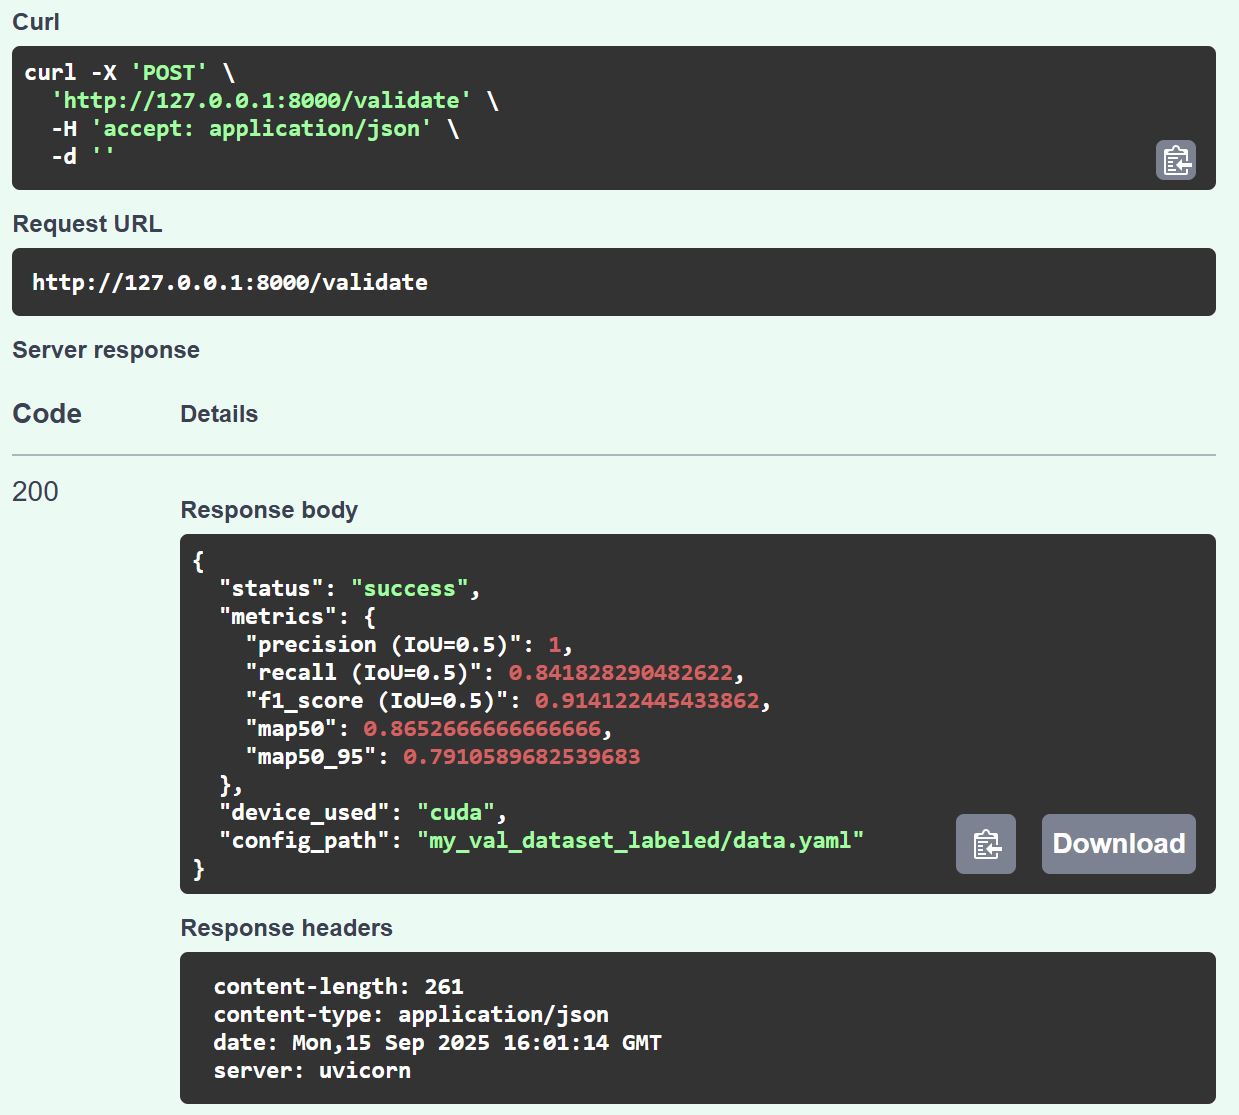 Curl
curl -X 'POST' \
  'http://127.0.0.1:8000/validate' \
  -H 'accept: application/json' \
  -d ''
Request URL
http://127.0.0.1:8000/validate
Server response
Code Details
200
Response body
{
  "status": "success",
  "metrics": {
    "precision (IoU=0.5)": 1,
    "recall (IoU=0.5)": 0.841828290482622,
    "f1_score (IoU=0.5)": 0.914122445433862,
    "map50": 0.8652666666666666,
    "map50_95": 0.7910589682539683
  },
  "device_used": "cuda",
  "config_path": "my_val_dataset_labeled/data.yaml"
}
Download
Response headers
content-length: 261
content-type: application/json
date: Mon,15 Sep 2025 16:01:14 GMT
server: uvicorn